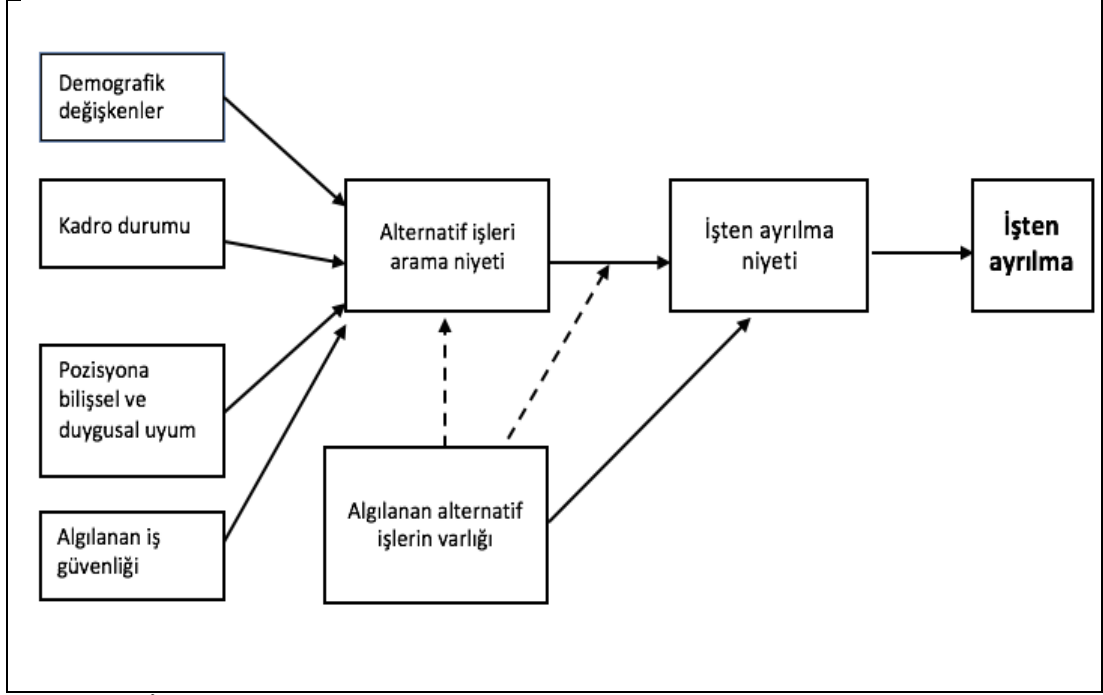 Demografik
değişkenler
Kadro durumu
Pozisyona
bilişsel ve
duygusal uyum
Algılanan iş
güvenliği
Alternatif işleri
arama niyeti
Algılanan alternatif
işlerin varlığı
İşten ayrılma
niyeti
İşten
ayrılma